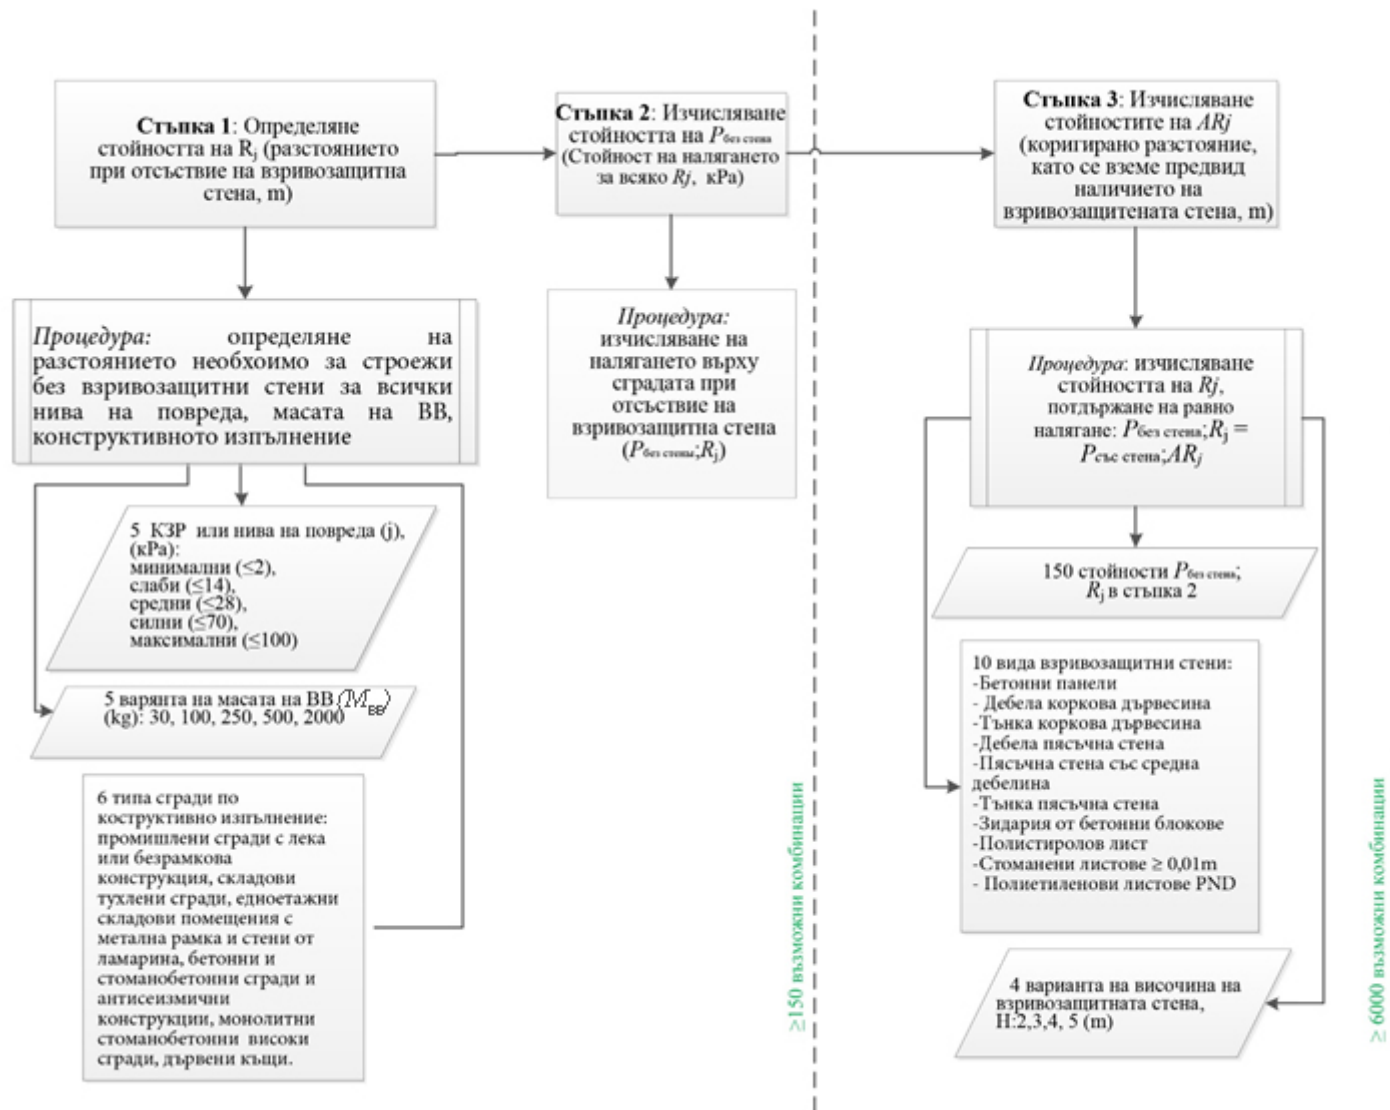 Стъпка 1: Определяне
стойността на Rj (разстоянието
при отсъствие на взривозащитна
стена, m)
Стъпка 2: Изчисляване
стойността на Pбез стена
(Стойност на налягането
за всяко Rj, кРа)
Стъпка 3: Изчисляване
стойностите на ARj
(коригирано разстояние,
като се вземе предвид
наличието на
взривозащитената стена, m)
Процедура: определяне на
разстоянието необхоимо за строежи
без взривозащитни стени за всички
нива на повреда, масата на ВВ,
конструктивното изпълнение
Процедура:
изчисляване на
налягането върху
сградата при
отсъствие на
взривозащитна стена
(Pбез стены;Rj)
Процедура: изчисляване
стойността на Rj,
потдържане на равно
налягане: Pбез стена;Rj =
Pсъс стена;ARj
5 КЗР или нива на повреда (j),
(кРа):
минимални (≤2),
слаби (≤14),
средни (≤28),
силни (≤70),
максимални (≤100)
5 варянта на масата на ВВ (MВВ)
(kg): 30, 100, 250, 500, 2000
6 типа сгради по
коструктивно изпълнение:
промишлени сгради с лека
или безрамкова
конструкция, складови
тухлени сгради, едноетажни
складови помещения с
метална рамка и стени от
ламарина, бетонни и
стоманобетонни сгради и
антисеизмични
конструкции, монолитни
стоманобетонни високи
сгради, дървени къщи.
≥150 възможни комбинации
150 стойности Pбез стена;
Rj в стъпка 2
10 вида взривозащитни стени:
-Бетонни панели
- Дебела коркова дървесина
-Тънка коркова дървесина
-Дебела пясъчна стена
-Пясъчна стена със средна
дебелина
-Тънка пясъчна стена
-Зидария от бетонни блокове
-Полистиролов лист
-Стоманени листове ≥ 0,01m
- Полиетиленови листове PND
4 варианта на височина на
взривозащитната стена,
H:2,3,4, 5 (m)
≥ 6000 възможни комбинации